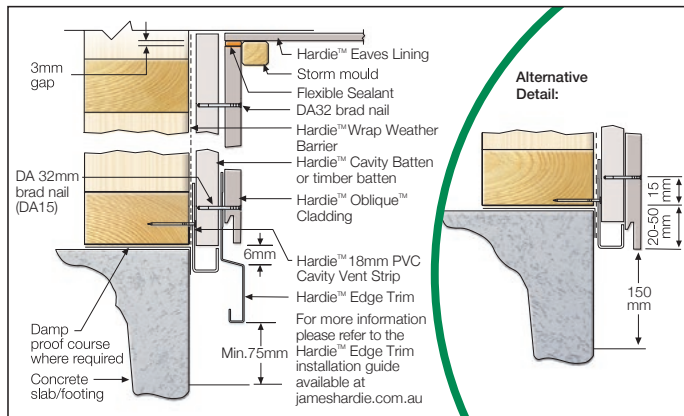 3mm
gap
DA 32mm
brad nail
(DA15)
Damp
proof course
where required
Concrete
slab/footing
Hardie™ Eaves Lining
Storm mould
Flexible Sealant
DA32 brad nail
Hardie™ Wrap Weather
Barrier
Hardie™ Cavity Batten
or timber batten
Hardie™ Oblique™
Cladding
6mm
Hardie™ 18mm PVC
Cavity Vent Strip
Hardie™ Edge Trim
Min.75mm
For more information
please refer to the
Hardie™ Edge Trim
installation guide
available at
jameshardie.com.au
Alternative
Detail:
15
mm
20-50
mm
150
mm